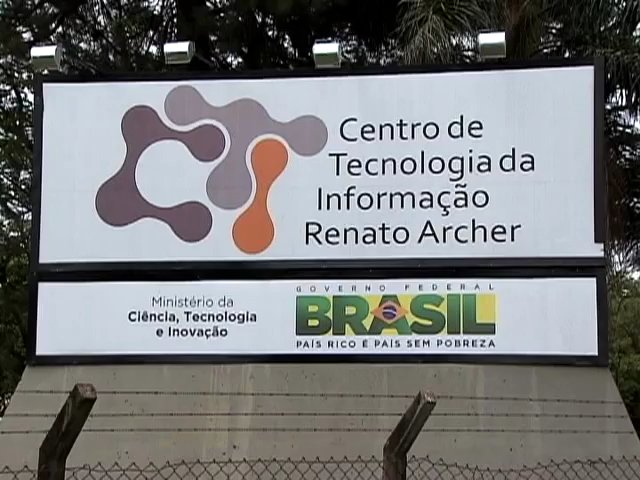 Centro de
Tecnologia da
Informação
Renato Archer
Ministério da
Ciência, Tecnologia
e Inovação
GOVERNO FEDERAL
BRASIL
PAÍS RICO É PAÍS SEM POBREZA